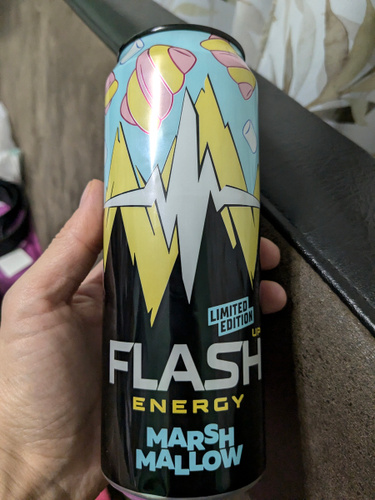 LIMITED
EDITION
UP
FLASH
ENERGY
MARSH
MALLOW